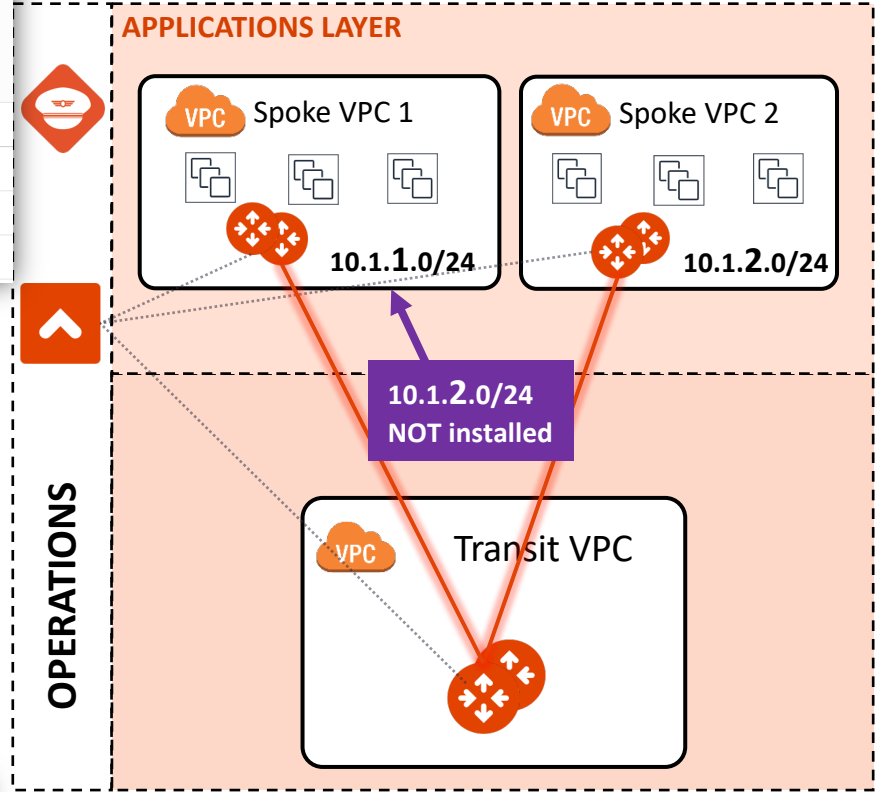 APPLICATIONS LAYER
VPC
Spoke VPC 1
VPC
Spoke VPC 2
10.1.1.0/24
10.1.2.0/24
10.1.2.0/24
NOT installed
OPERATIONS
VPC
Transit VPC